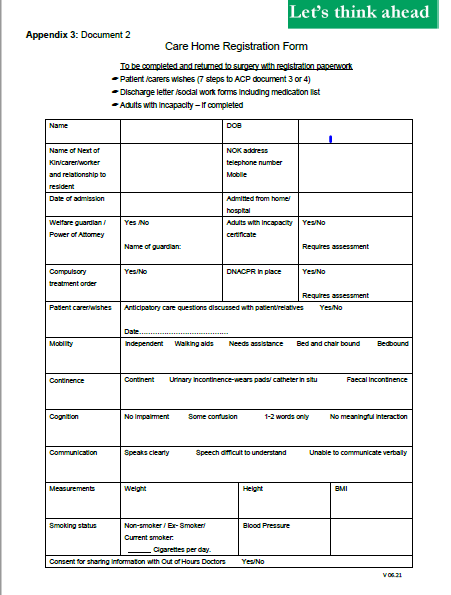 Let's think ahead
Appendix 3: Document 2
Care Home Registration Form
To be completed and returned to surgery with registration paperwork
Patient /carers wishes (7 steps to ACP document 3 or 4)
Discharge letter /social work forms including medication list
Adults with incapacity – if completed
Name
DOB
Name of Next of
Kin/carer/worker
and relationship to
resident
NOK address
telephone number
Mobile
Date of admission
Admitted from home/
hospital
Welfare guardian /
Power of Attorney
Yes /No
Name of guardian:
Adults with incapacity
certificate
Yes/No
Requires assessment
Compulsory
treatment order
Yes/No
DNACPR in place
Yes/No
Requires assessment
Patient carer/wishes
Anticipatory care questions discussed with patient/relatives Yes/No
Date……………………………………
Mobility
Independent Walking aids Needs assistance Bed and chair bound Bedbound
Continence
Continent Urinary incontinence-wears pads/ catheter in situ Faecal incontinence
Cognition
No impairment Some confusion 1-2 words only No meaningful interaction
Communication
Speaks clearly Speech difficult to understand Unable to communicate verbally
Measurements
Weight
Height
BMI
Smoking status
Non-smoker / Ex- Smoker/
Current smoker:
______ Cigarettes per day.
Blood Pressure
Consent for sharing information with Out of Hours Doctors Yes/No
V 06.21